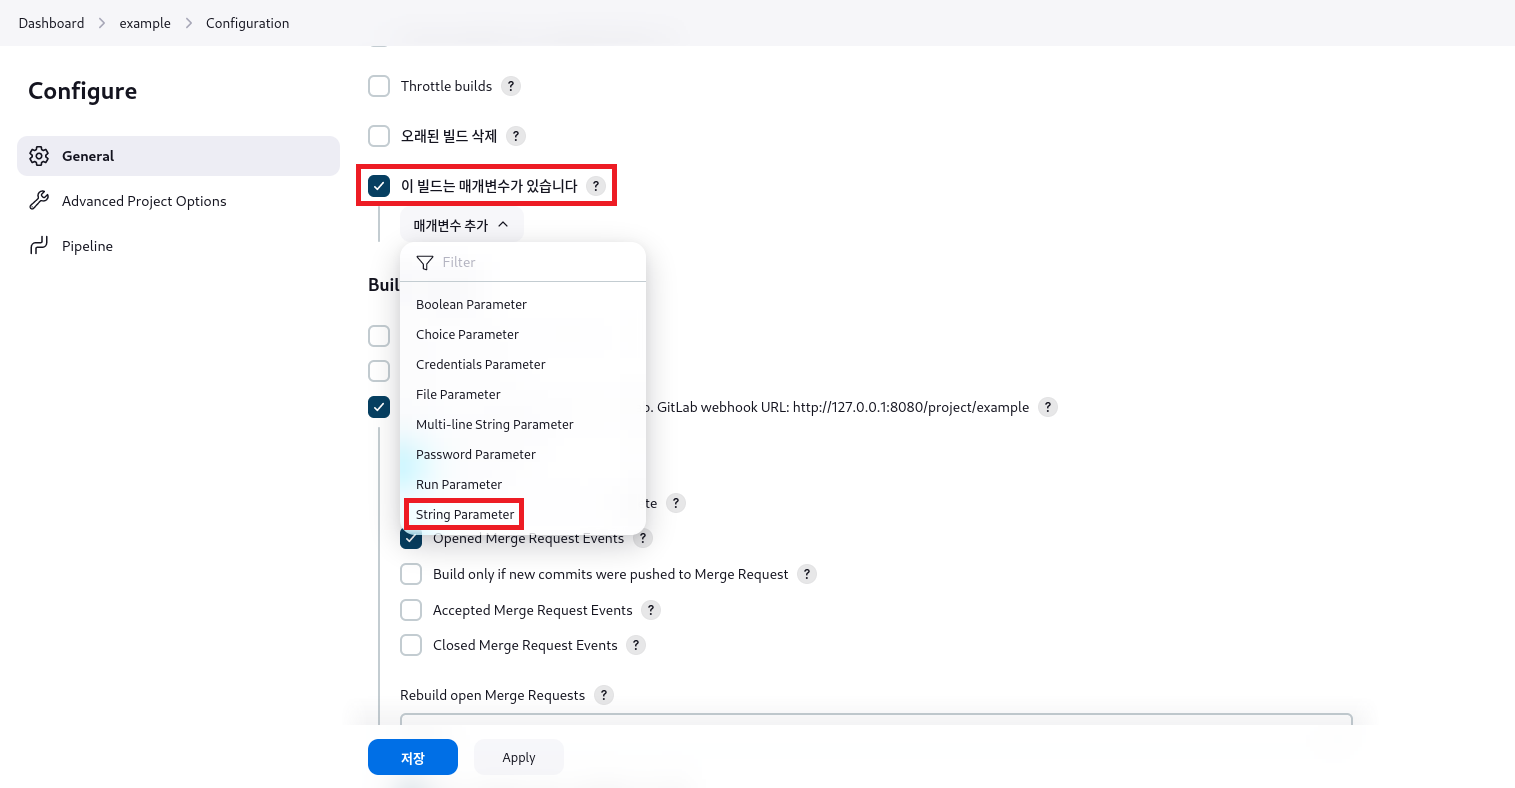 Dashboard > example > Configuration
Configure
General
Advanced Project Options
Pipeline
Throttle builds ?
오래된 빌드 삭제 ?
이 빌드는 매개변수가 있습니다 ?
매개변수 추가
Filter
Buil
Boolean Parameter
Choice Parameter
Credentials Parameter
File Parameter
. GitLab webhook URL: http://127.0.0.1:8080/project/example ?
Multi-line String Parameter
Password Parameter
Run Parameter
te ?
String Parameter
Opened Merge Request Events ?
Build only if new commits were pushed to Merge Request ?
Accepted Merge Request Events ?
Closed Merge Request Events ?
Rebuild open Merge Requests ?
저장
Apply